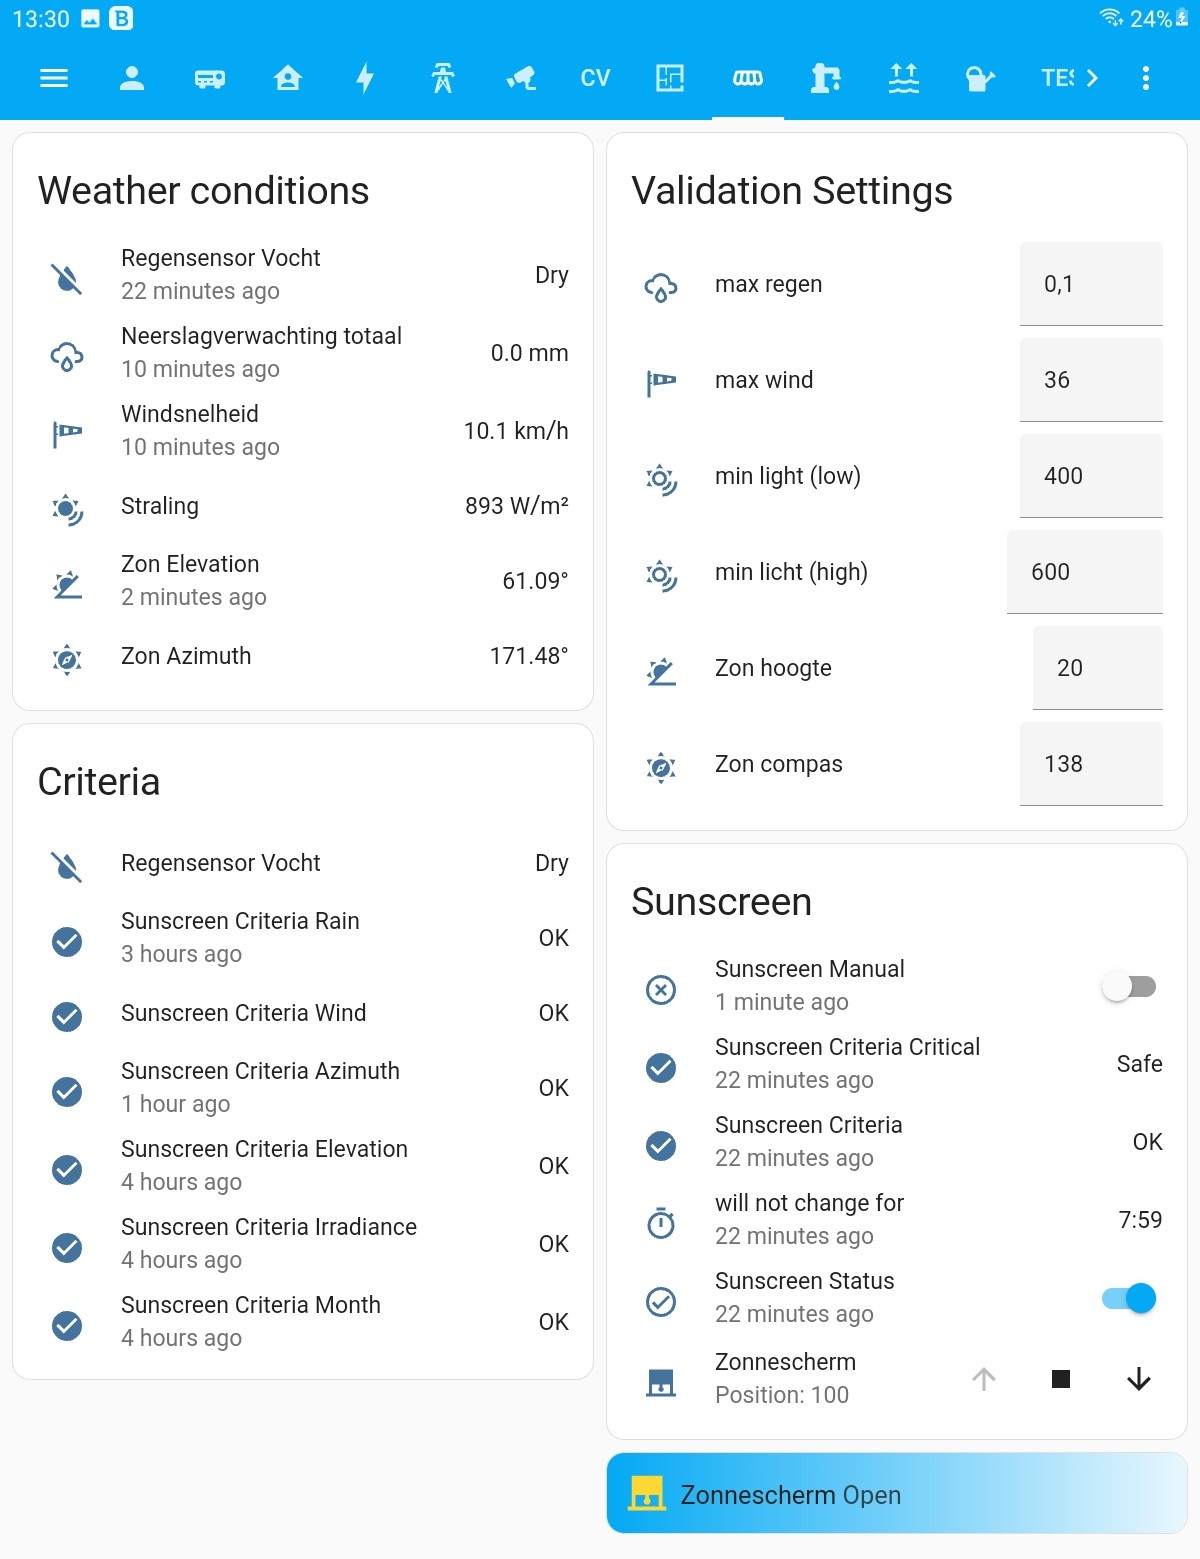 13:30 B 24%
CV TES
Weather conditions
Regensensor Vocht
22 minutes ago
Dry
Neerslagverwachting totaal
10 minutes ago
0.0 mm
Windsnelheid
10 minutes ago
10.1 km/h
Straling
893 W/m²
Zon Elevation
2 minutes ago
61.09°
Zon Azimuth
171.48°
Criteria
Regensensor Vocht
Dry
Sunscreen Criteria Rain
3 hours ago
OK
Sunscreen Criteria Wind
OK
Sunscreen Criteria Azimuth
1 hour ago
OK
Sunscreen Criteria Elevation
4 hours ago
OK
Sunscreen Criteria Irradiance
4 hours ago
OK
Sunscreen Criteria Month
4 hours ago
OK
Validation Settings
max regen
0,1
max wind
36
min light (low)
400
min licht (high)
600
Zon hoogte
20
Zon compas
138
Sunscreen
Sunscreen Manual
1 minute ago
Sunscreen Criteria Critical
22 minutes ago
Safe
Sunscreen Criteria
22 minutes ago
OK
will not change for
22 minutes ago
7:59
Sunscreen Status
22 minutes ago
Zonnescherm
Position: 100
Zonnescherm Open